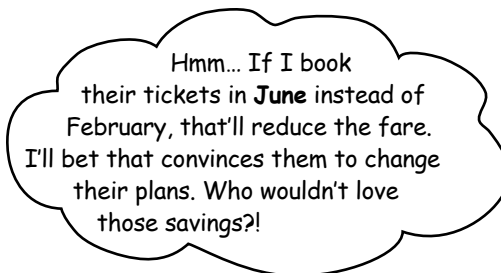 Hmm... If I book
their tickets in June instead of
February, that'll reduce the fare.
I'll bet that convinces them to change
their plans. Who wouldn't love
those savings?!